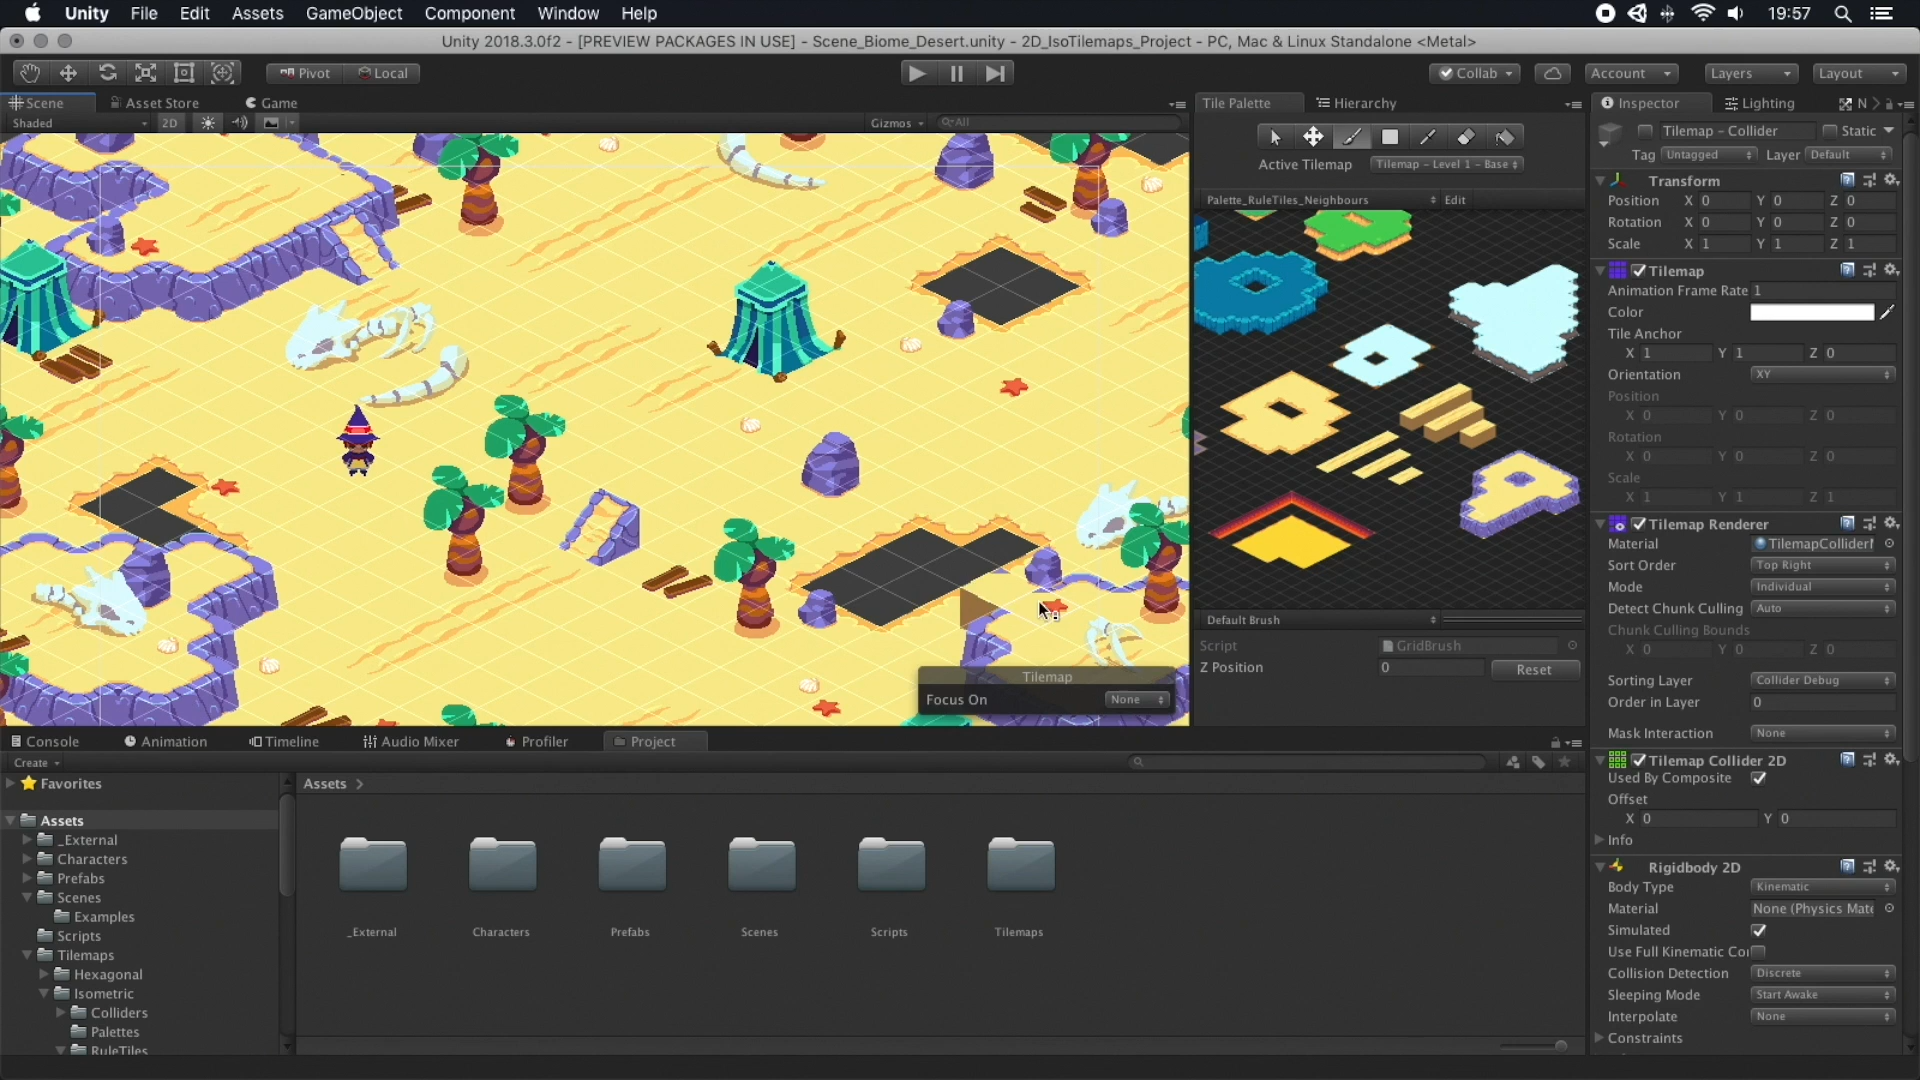 Unity File Edit Assets GameObject Component Window Help 19:57
Unity 2018.3.0f2 - [PREVIEW PACKAGES IN USE] - Scene_Biome_Desert.unity - 2D_IsoTilemaps_Project - PC, Mac & Linux Standalone <Metal>
Pivot Local Collab Account Layers Layout
Scene Asset Store Game
Shaded 2D Gizmos All
Tile Palette Hierarchy
Active Tilemap Tilemap - Level 1 - Base
Palette_RuleTiles_Neighbours Edit
Default Brush
Script GridBrush
Z Position 0 Reset
Tilemap
Focus On None
Inspector Lighting N
Tilemap - Collider Static
Tag Untagged Layer Default
Transform
Position X 0 Y 0 Z 0
Rotation X 0 Y 0 Z 0
Scale X 1 Y 1 Z 1
Tilemap
Animation Frame Rate 1
Color
Tile Anchor
X 1 Y 1 Z 0
Orientation XY
Position
X 0 Y 0 Z 0
Rotation
X 0 Y 0 Z 0
Scale
X 1 Y 1 Z 1
Tilemap Renderer
Material TilemapColliderM
Sort Order Top Right
Mode Individual
Detect Chunk Culling Auto
Chunk Culling Bounds
X 0 Y 0 Z 0
Sorting Layer Collider Debug
Order in Layer 0
Mask Interaction None
Tilemap Collider 2D
Used By Composite
Offset
X 0 Y 0
Info
Rigidbody 2D
Body Type Kinematic
Material None (Physics Mate
Simulated
Use Full Kinematic Con
Collision Detection Discrete
Sleeping Mode Start Awake
Interpolate None
Constraints
Console Animation Timeline Audio Mixer Profiler Project
Create
Favorites
Assets
_External
Characters
Prefabs
Scenes
Examples
Scripts
Tilemaps
Hexagonal
Isometric
Colliders
Palettes
RuleTiles
Assets
_External Characters Prefabs Scenes Scripts Tilemaps